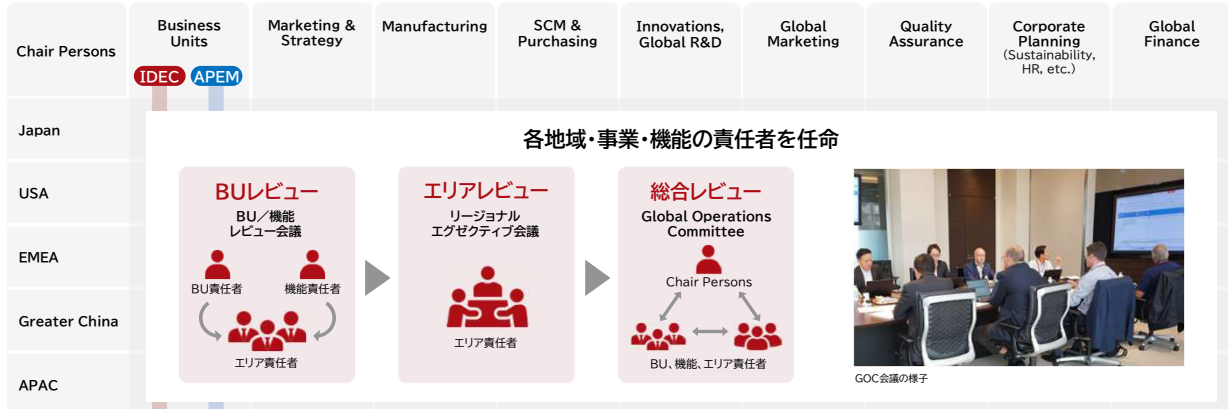 Chair Persons
Business
Units
IDEC
APEM
Marketing &
Strategy
Manufacturing
SCM &
Purchasing
Innovations,
Global R&D
Global
Marketing
Quality
Assurance
Corporate
Planning
(Sustainability,
HR, etc.)
Global
Finance
Japan
USA
EMEA
Greater China
APAC
各地域・事業・機能の責任者を任命
BUレビュー
BU／機能
レビュー会議
BU責任者
機能責任者
エリア責任者
エリアレビュー
リージョナル
エグゼクティブ会議
エリア責任者
総合レビュー
Global Operations
Committee
Chair Persons
BU、機能、エリア責任者
GOC会議の様子